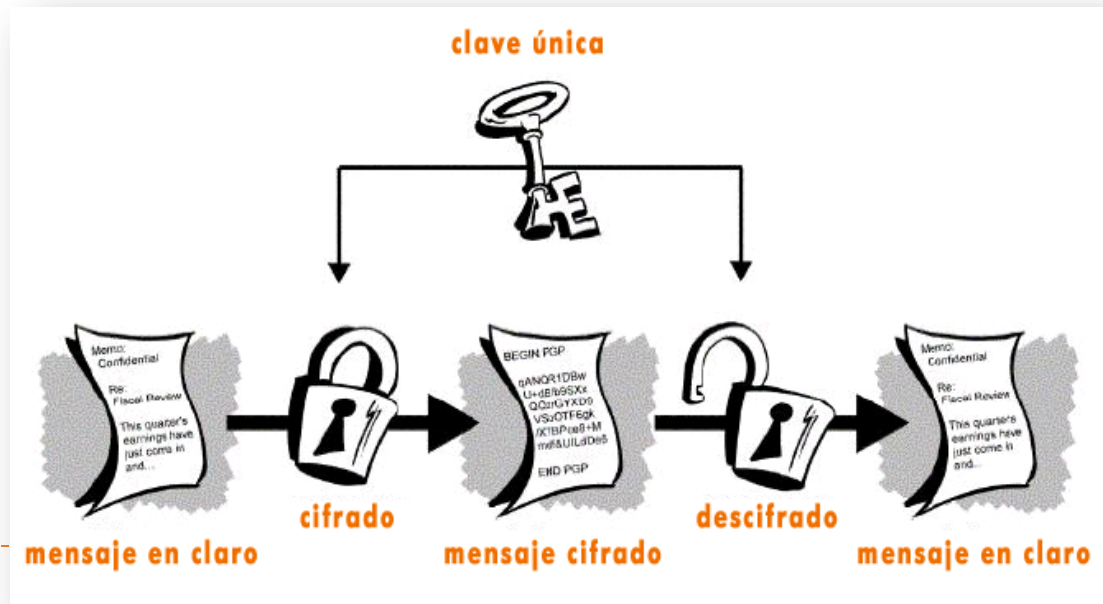 clave única
Memo:
Confidential
Re:
Fiscal Review
This quarter's
earnings have
just come in
and...
BEGIN PGP
END PGP
Memo:
Confidential
Re:
Fiscal Review
This quarter's
earnings have
just come in
and...
cifrado
descifrado
mensaje en claro
mensaje cifrado
mensaje en claro